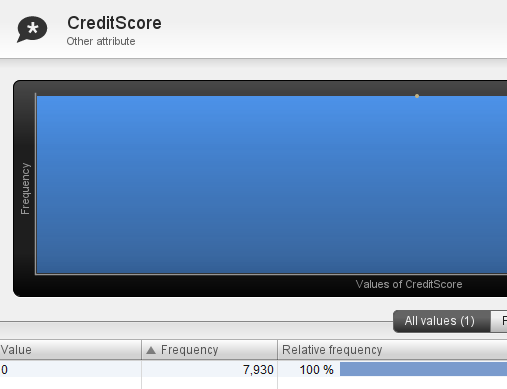 CreditScore
Other attribute
Frequency
Values of CreditScore
All values (1)
Value Frequency Relative frequency
0 7,930 100 %